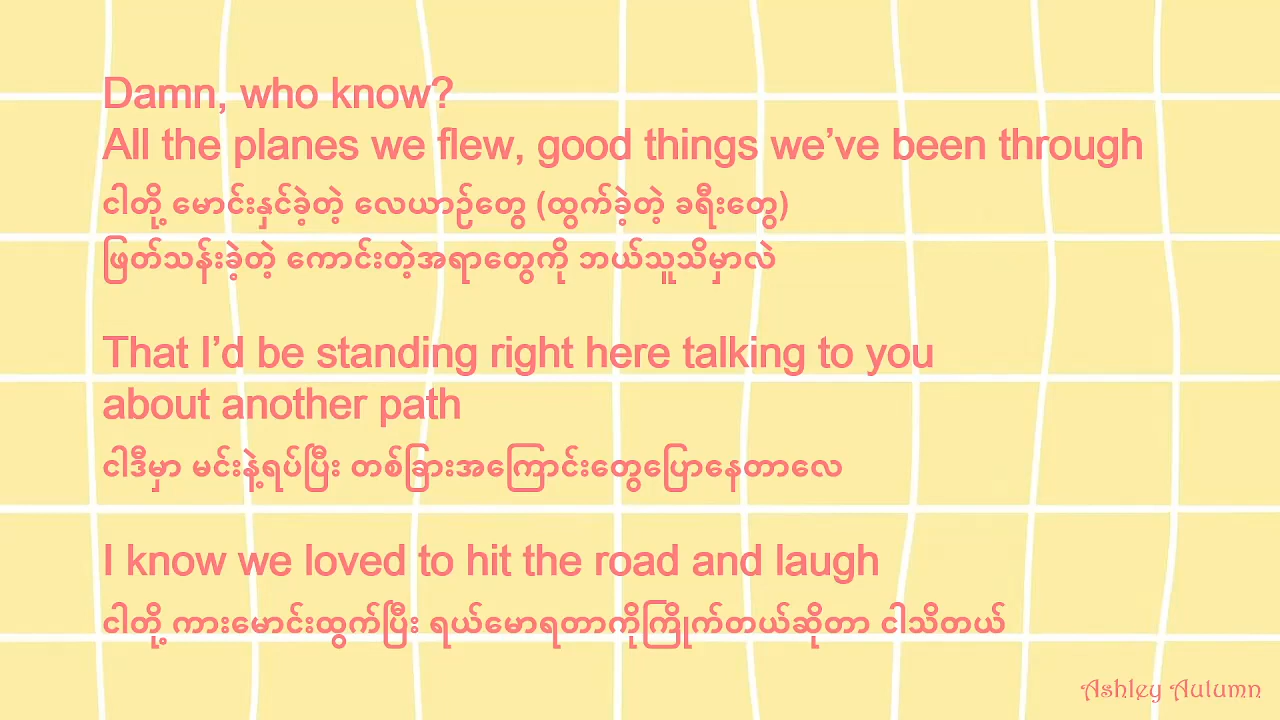 Damn, who know?
All the planes we flew, good things we’ve been through
ငါတို့ မောင်းနှင်ခဲ့တဲ့ လေယာဉ်တွေ (ထွက်ခဲ့တဲ့ ခရီးတွေ)
ဖြတ်သန်းခဲ့တဲ့ ကောင်းတဲ့အရာတွေကို ဘယ်သူသိမှာလဲ
That I’d be standing right here talking to you
about another path
ငါဒီမှာ မင်းနဲ့ရပ်ပြီး တစ်ခြားအကြောင်းတွေပြောနေတာလေ
I know we loved to hit the road and laugh
ငါတို့ ကားမောင်းထွက်ပြီး ရယ်မောရတာကိုကြိုက်တယ်ဆိုတာ ငါသိတယ်
Ashley Autumn